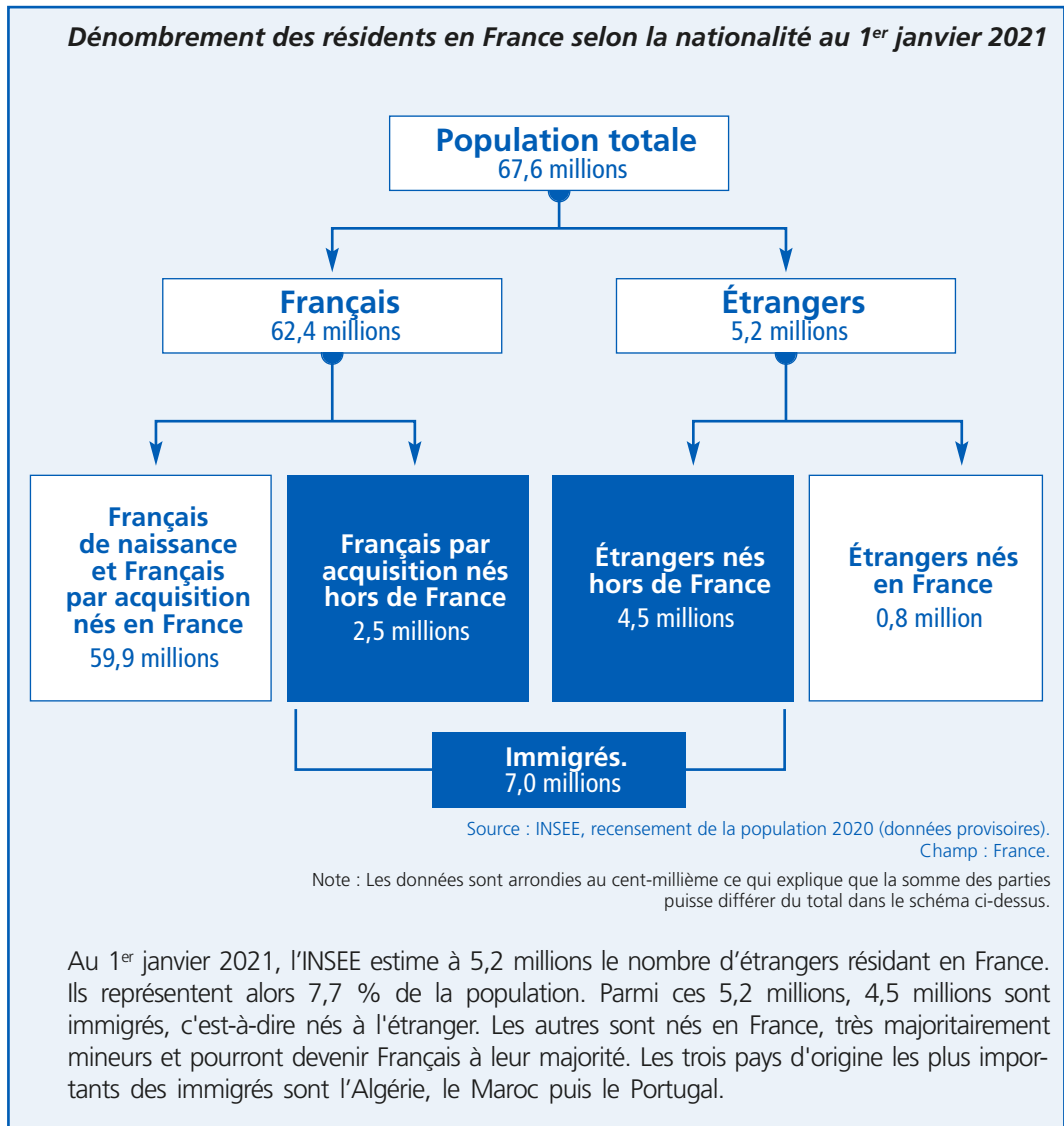 Dénombrement des résidents en France selon la nationalité au 1er janvier 2021
Population totale
67,6 millions
Français
62,4 millions
Étrangers
5,2 millions
Français
de naissance
et Français
par acquisition
nés en France
59,9 millions
Français par
acquisition nés
hors de France
2,5 millions
Étrangers nés
hors de France
4,5 millions
Étrangers nés
en France
0,8 million
Immigrés.
7,0 millions
Source : INSEE, recensement de la population 2020 (données provisoires).
Champ : France.
Note : Les données sont arrondies au cent-millième ce qui explique que la somme des parties
puisse différer du total dans le schéma ci-dessus.
Au 1er janvier 2021, l’INSEE estime à 5,2 millions le nombre d’étrangers résidant en France.
Ils représentent alors 7,7 % de la population. Parmi ces 5,2 millions, 4,5 millions sont
immigrés, c'est-à-dire nés à l'étranger. Les autres sont nés en France, très majoritairement
mineurs et pourront devenir Français à leur majorité. Les trois pays d'origine les plus impor-
tants des immigrés sont l’Algérie, le Maroc puis le Portugal.